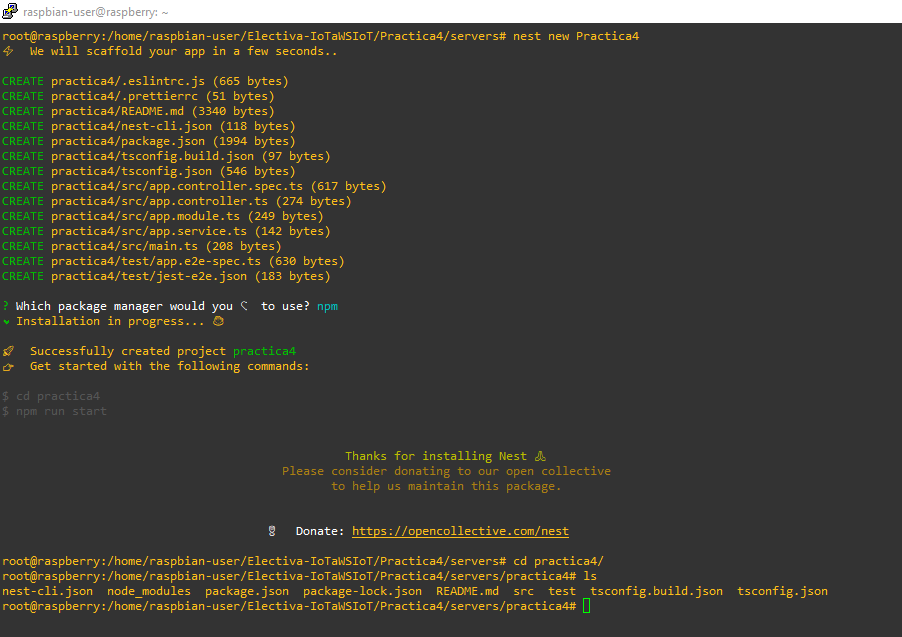 raspbian-user@raspberry: ~
root@raspberry:/home/raspbian-user/Electiva-IoTaWSIoT/Practica4/servers# nest new Practica4
⚡ We will scaffold your app in a few seconds..
CREATE practica4/.eslintrc.js (665 bytes)
CREATE practica4/.prettierrc (51 bytes)
CREATE practica4/README.md (3340 bytes)
CREATE practica4/nest-cli.json (118 bytes)
CREATE practica4/package.json (1994 bytes)
CREATE practica4/tsconfig.build.json (97 bytes)
CREATE practica4/tsconfig.json (546 bytes)
CREATE practica4/src/app.controller.spec.ts (617 bytes)
CREATE practica4/src/app.controller.ts (274 bytes)
CREATE practica4/src/app.module.ts (249 bytes)
CREATE practica4/src/app.service.ts (142 bytes)
CREATE practica4/src/main.ts (208 bytes)
CREATE practica4/test/app.e2e-spec.ts (630 bytes)
CREATE practica4/test/jest-e2e.json (183 bytes)
? Which package manager would you to use? npm
Installation in progress... ☕
🚀 Successfully created project practica4
👉 Get started with the following commands:
$ cd practica4
$ npm run start
Thanks for installing Nest 🙏
Please consider donating to our open collective
to help us maintain this package.
🍷 Donate: https://opencollective.com/nest
root@raspberry:/home/raspbian-user/Electiva-IoTaWSIoT/Practica4/servers# cd practica4/
root@raspberry:/home/raspbian-user/Electiva-IoTaWSIoT/Practica4/servers/practica4# ls
nest-cli.json node_modules package.json package-lock.json README.md src test tsconfig.build.json tsconfig.json
root@raspberry:/home/raspbian-user/Electiva-IoTaWSIoT/Practica4/servers/practica4#